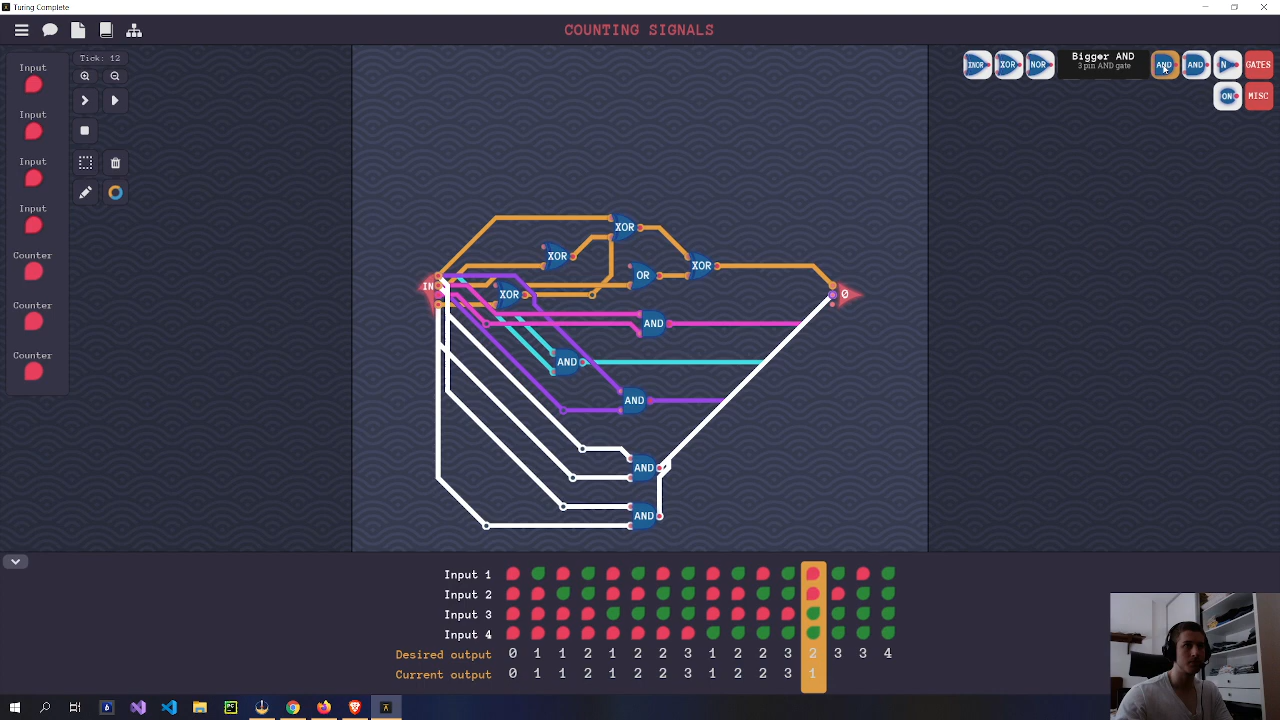 Turing Complete
COUNTING SIGNALS
Input
Input
Input
Input
Counter
Counter
Counter
Tick: 12
XOR
NOR
Bigger AND
3 pin AND gate
AND
AND
N
GATES
ON
MISC
XOR
XOR
XOR
OR
IN
XOR
0
AND
AND
AND
AND
AND
Input 1
Input 2
Input 3
Input 4
Desired output 0 1 1 2 1 2 2 3 1 2 2 3 2 3 3 4
Current output 0 1 1 2 1 2 2 3 1 2 2 3 1